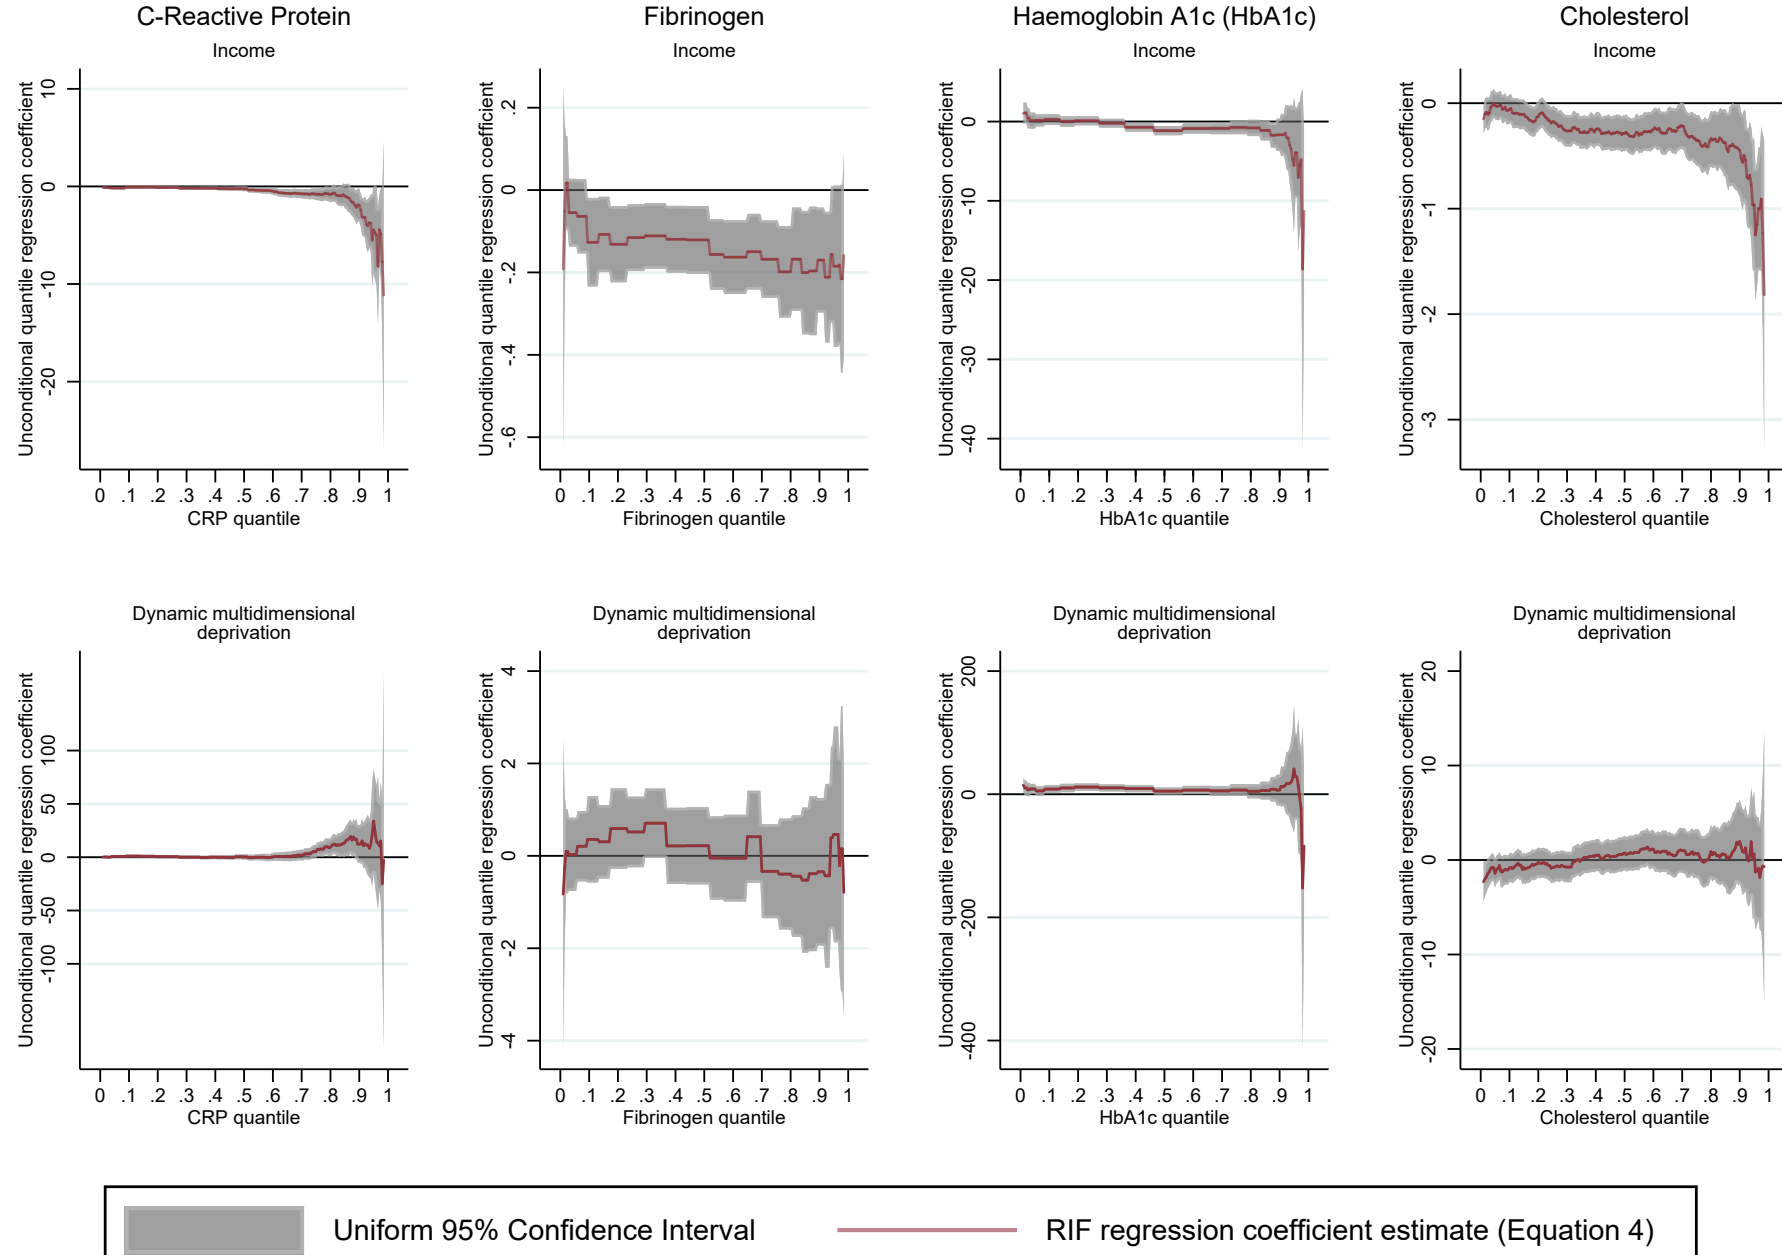 C-Reactive Protein
Fibrinogen
Haemoglobin A1c (HbA1c)
Cholesterol
Income
Income
Income
Income
Unconditional quantile regression coefficient
10
0
-10
-20
0 .1 .2 .3 .4 .5 .6 .7 .8 .9 1
CRP quantile
Unconditional quantile regression coefficient
.2
0
-.2
-.4
-.6
0 .1 .2 .3 .4 .5 .6 .7 .8 .9 1
Fibrinogen quantile
Unconditional quantile regression coefficient
0
-10
-20
-30
-40
0 .1 .2 .3 .4 .5 .6 .7 .8 .9 1
HbA1c quantile
Unconditional quantile regression coefficient
0
-1
-2
-3
0 .1 .2 .3 .4 .5 .6 .7 .8 .9 1
Cholesterol quantile
Dynamic multidimensional
deprivation
Unconditional quantile regression coefficient
100
50
0
-50
-100
0 .1 .2 .3 .4 .5 .6 .7 .8 .9 1
CRP quantile
Dynamic multidimensional
deprivation
Unconditional quantile regression coefficient
4
2
0
-2
-4
0 .1 .2 .3 .4 .5 .6 .7 .8 .9 1
Fibrinogen quantile
Dynamic multidimensional
deprivation
Unconditional quantile regression coefficient
200
0
-200
-400
0 .1 .2 .3 .4 .5 .6 .7 .8 .9 1
HbA1c quantile
Dynamic multidimensional
deprivation
Unconditional quantile regression coefficient
20
10
0
-10
-20
0 .1 .2 .3 .4 .5 .6 .7 .8 .9 1
Cholesterol quantile
Uniform 95% Confidence Interval
RIF regression coefficient estimate (Equation 4)